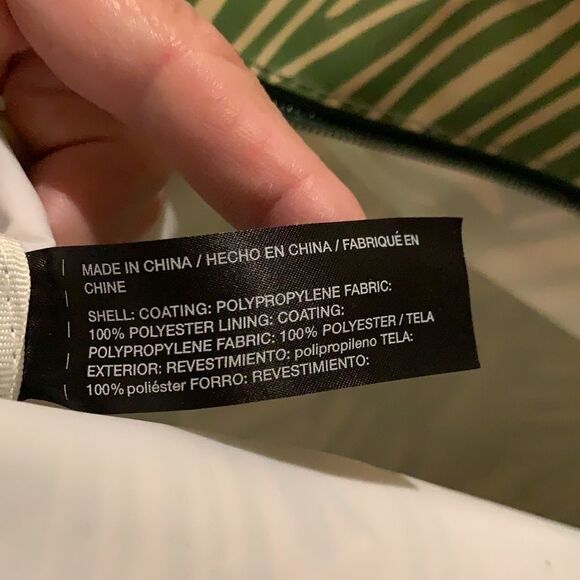 MADE IN CHINA / HECHO EN CHINA / FABRIQUÉ EN
CHINE
SHELL: COATING: POLYPROPYLENE FABRIC:
100% POLYESTER LINING: COATING:
POLYPROPYLENE FABRIC: 100% POLYESTER / TELA
EXTERIOR: REVESTIMIENTO: polipropileno TELA:
100% poliéster FORRO: REVESTIMIENTO: